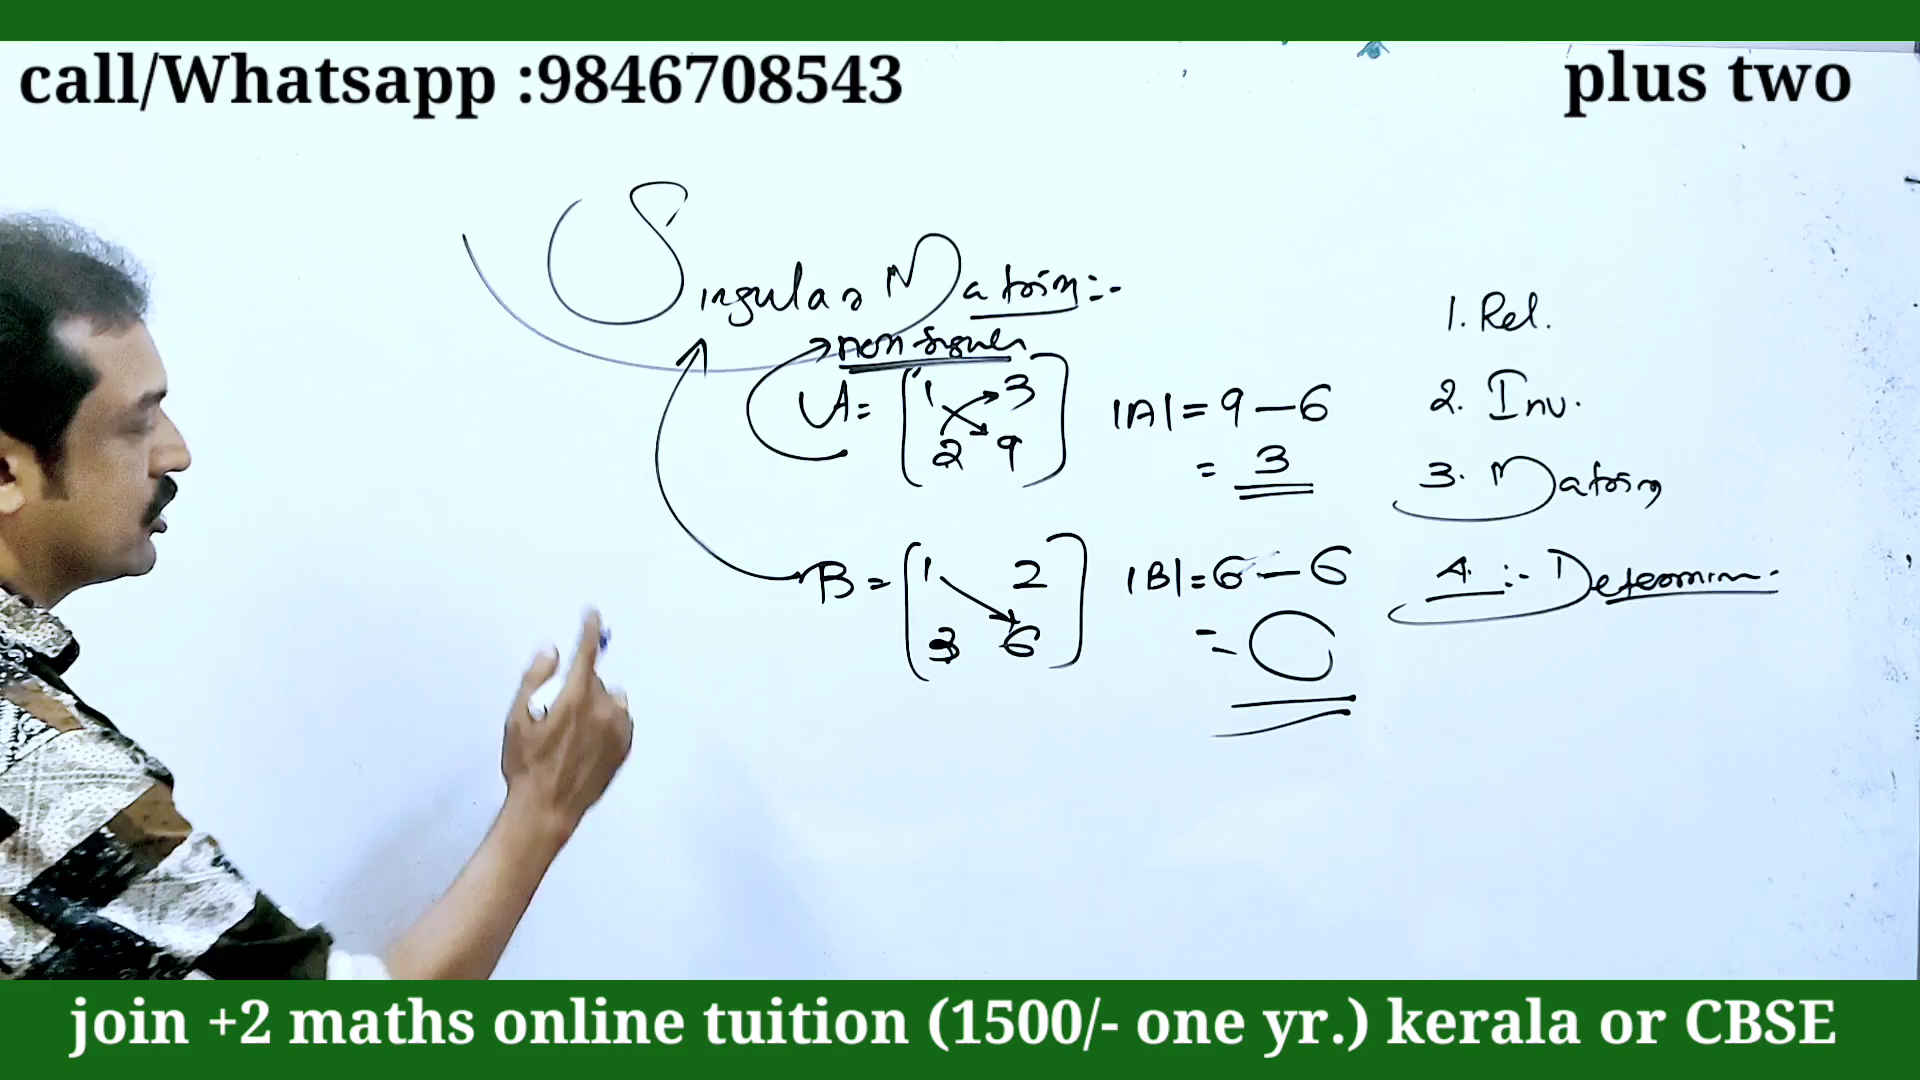 call/Whatsapp :9846708543
plus two
Singular Matrix:-
non singular
A = [1 3
2 9]
|A| = 9 - 6
= 3
B = [1 2
3 6]
|B| = 6 - 6
= 0
1. Rel.
2. Inv.
3. Matrix
4. :- Determin.
join +2 maths online tuition (1500/- one yr.) kerala or CBSE